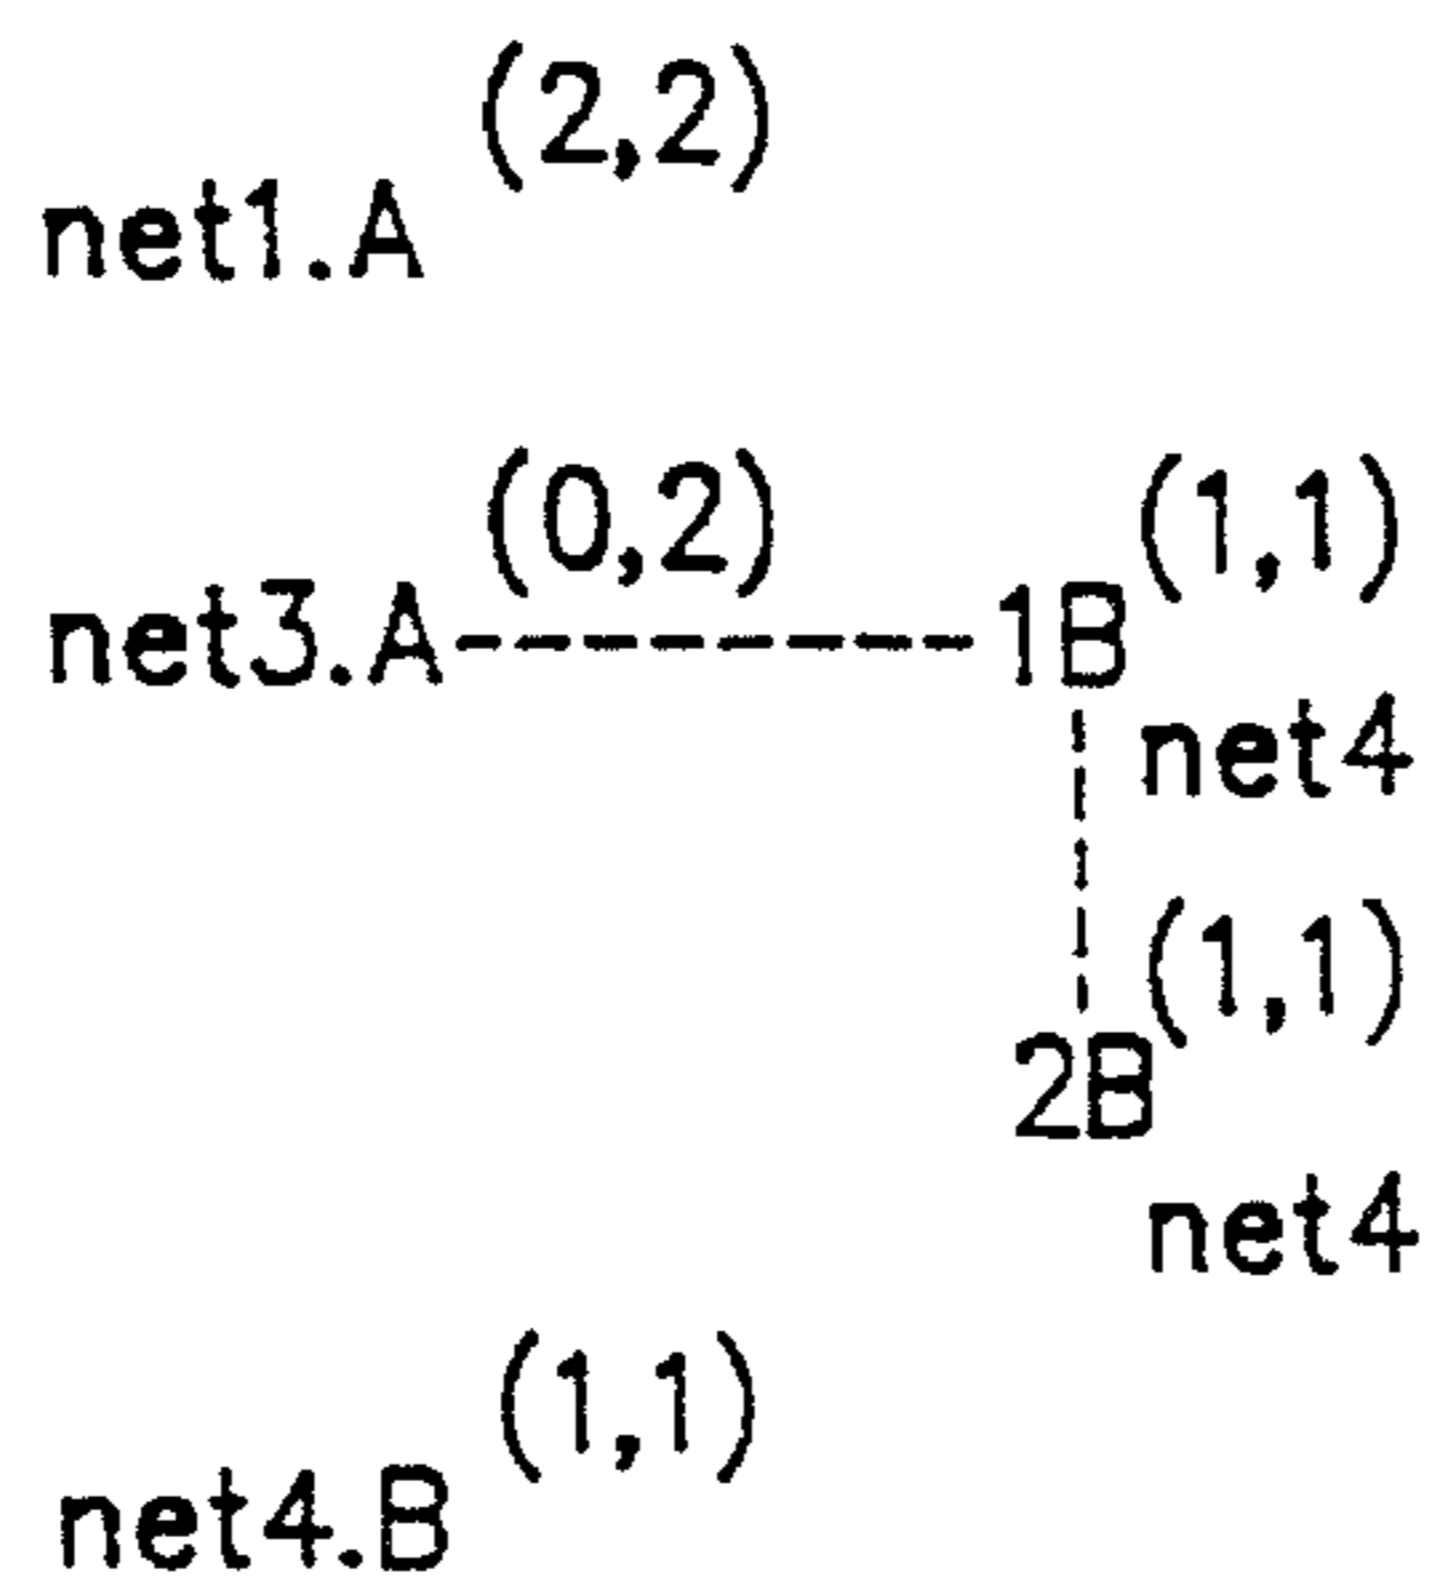 (2,2)
net1.A
(0,2)
(1,1)
net3.A
1B
net4
(1,1)
2B
net4
(1,1)
net4.B